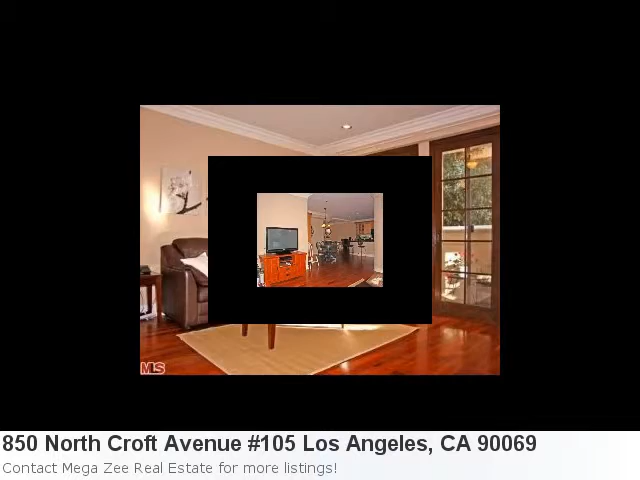 MLS
850 North Croft Avenue #105 Los Angeles, CA 90069
Contact Mega Zee Real Estate for more listings!